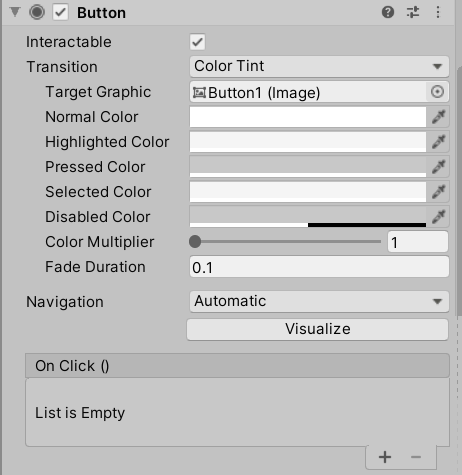 Button
Interactable
Transition Color Tint
Target Graphic Button1 (Image)
Normal Color
Highlighted Color
Pressed Color
Selected Color
Disabled Color
Color Multiplier 1
Fade Duration 0.1
Navigation Automatic
Visualize
On Click ()
List is Empty